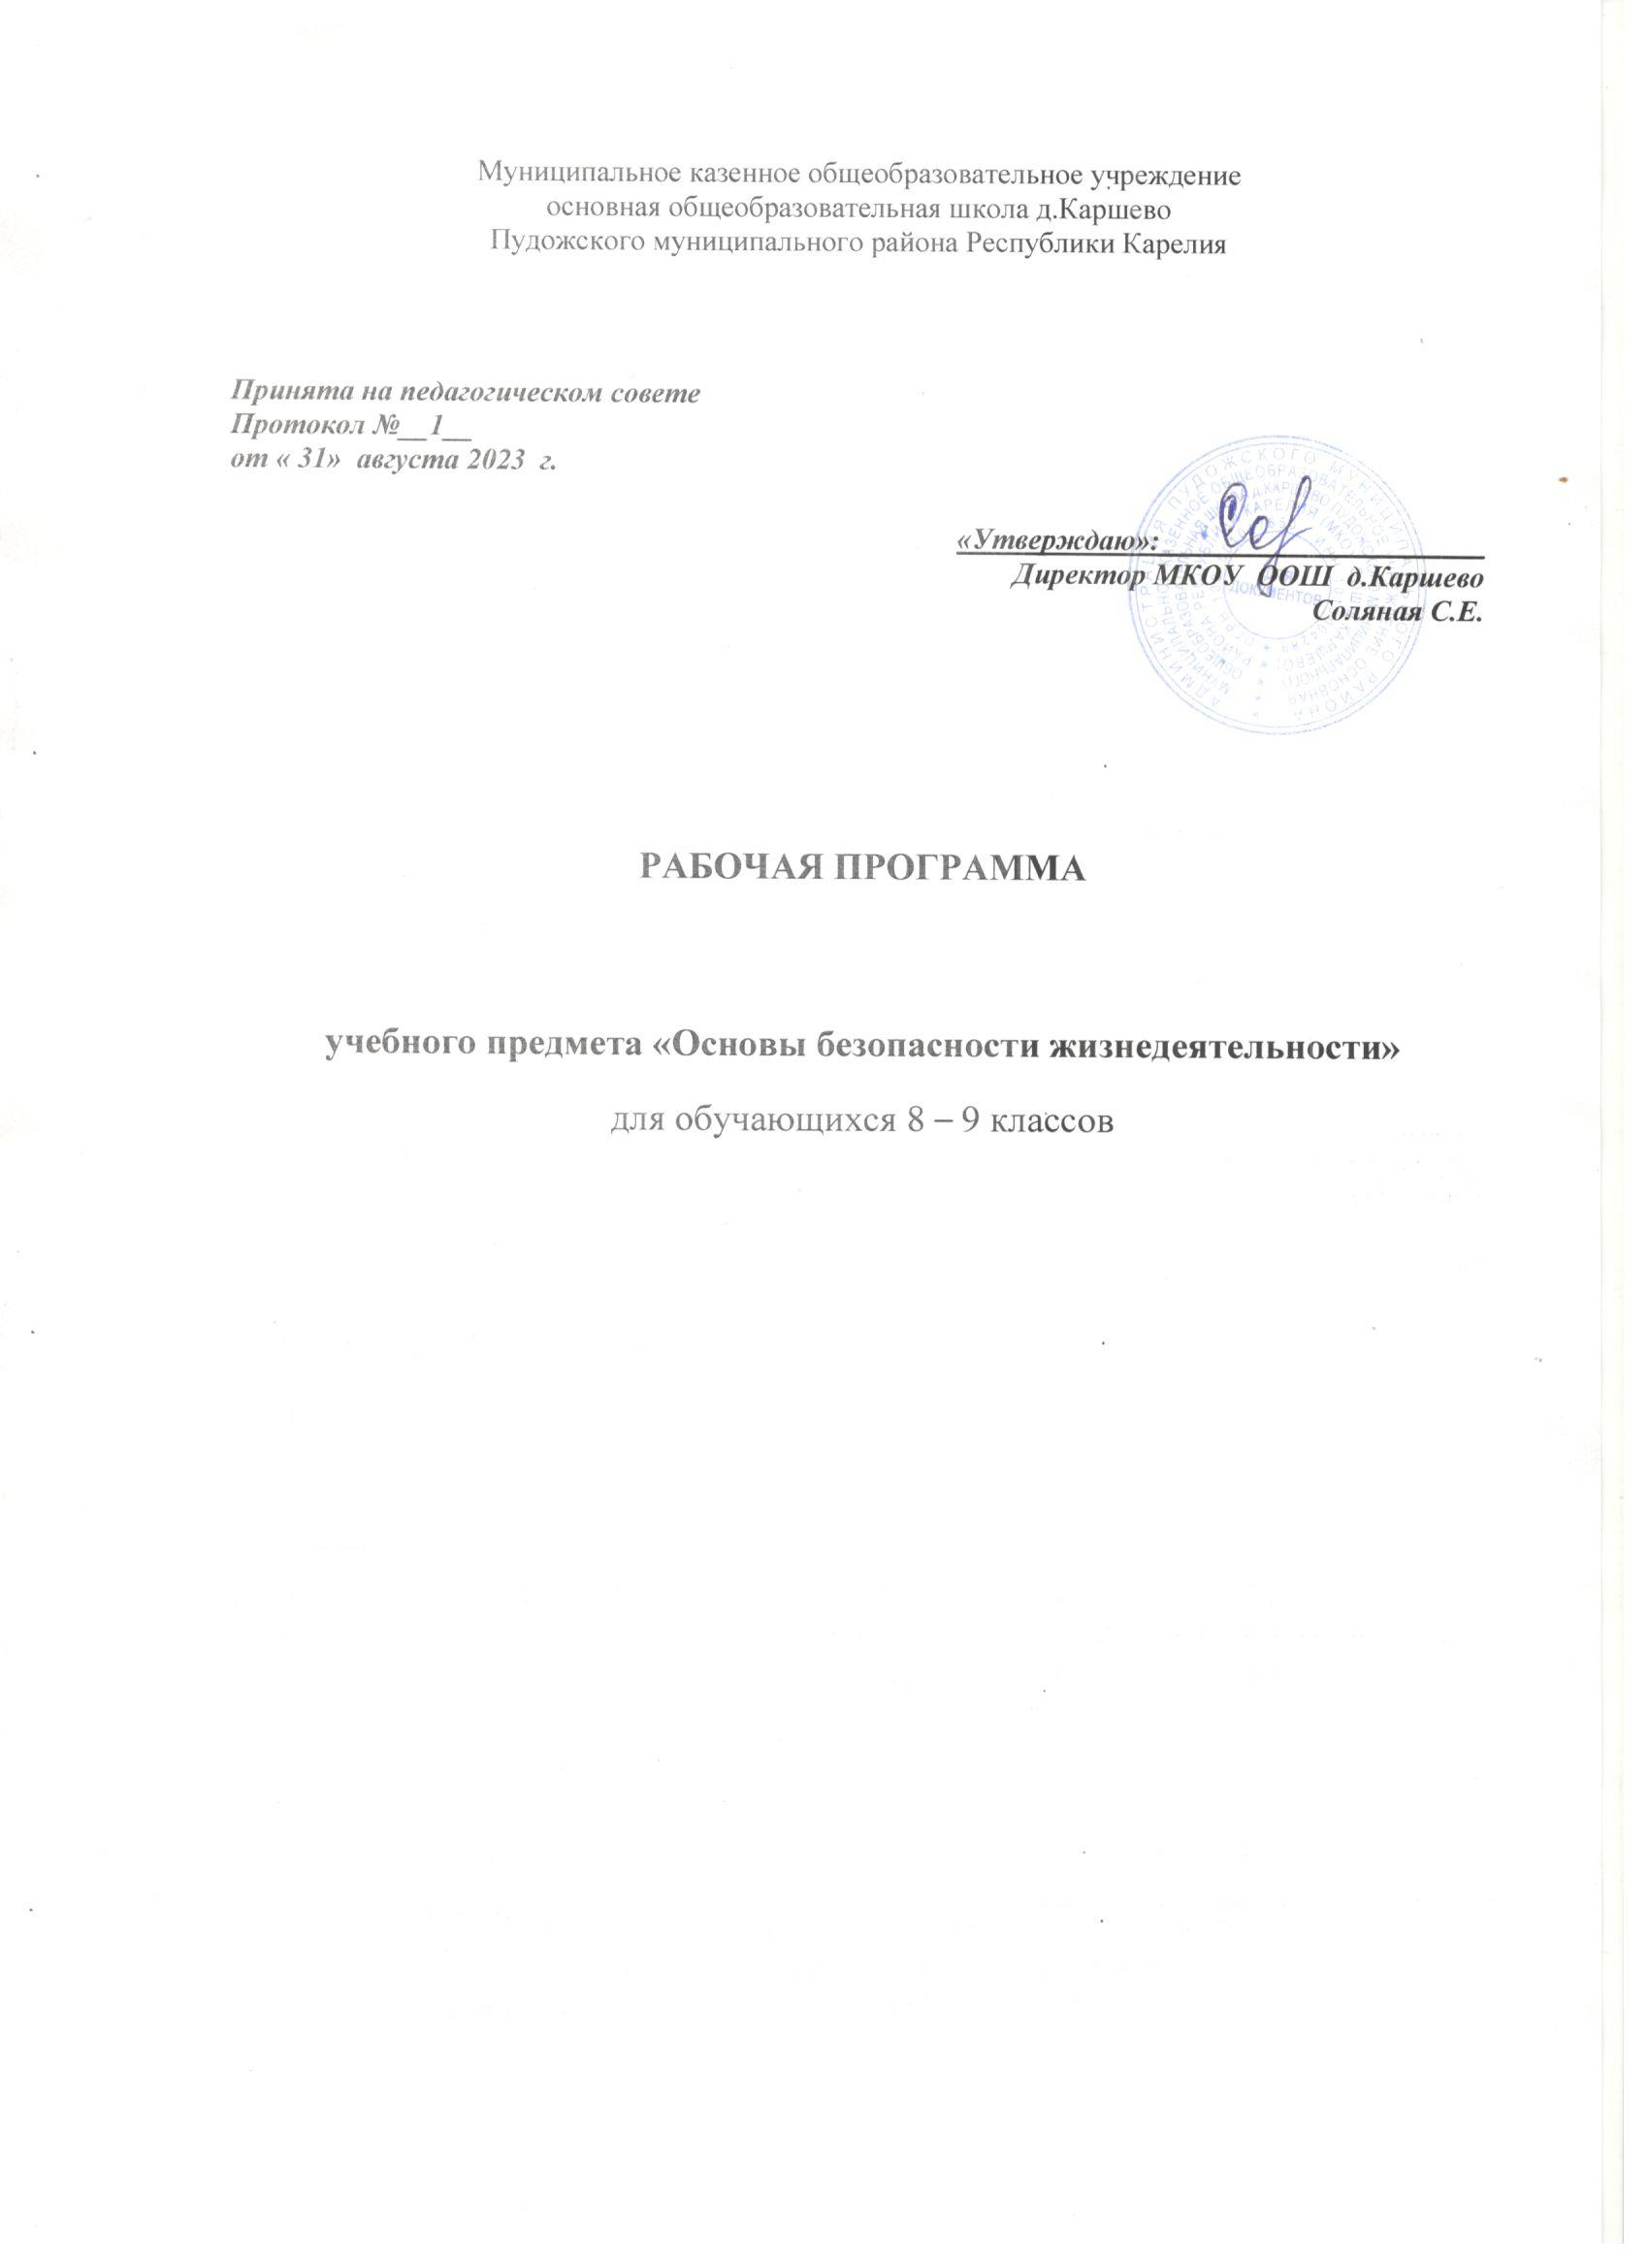 Муниципальное казенное общеобразовательное учреждение
основная общеобразовательная школа д.Каршево
Пудожского муниципального района Республики Карелия
Принята на педагогическом совете
Протокол №__1__
от « 31»  августа 2023  г.
«Утверждаю»:
Директор МКОУ  ООШ  д.Каршево
Соляная С.Е.
ДОКУМЕНТОВ
РАБОЧАЯ ПРОГРАММА
учебного предмета «Основы безопасности жизнедеятельности»
для обучающихся 8 – 9 классов